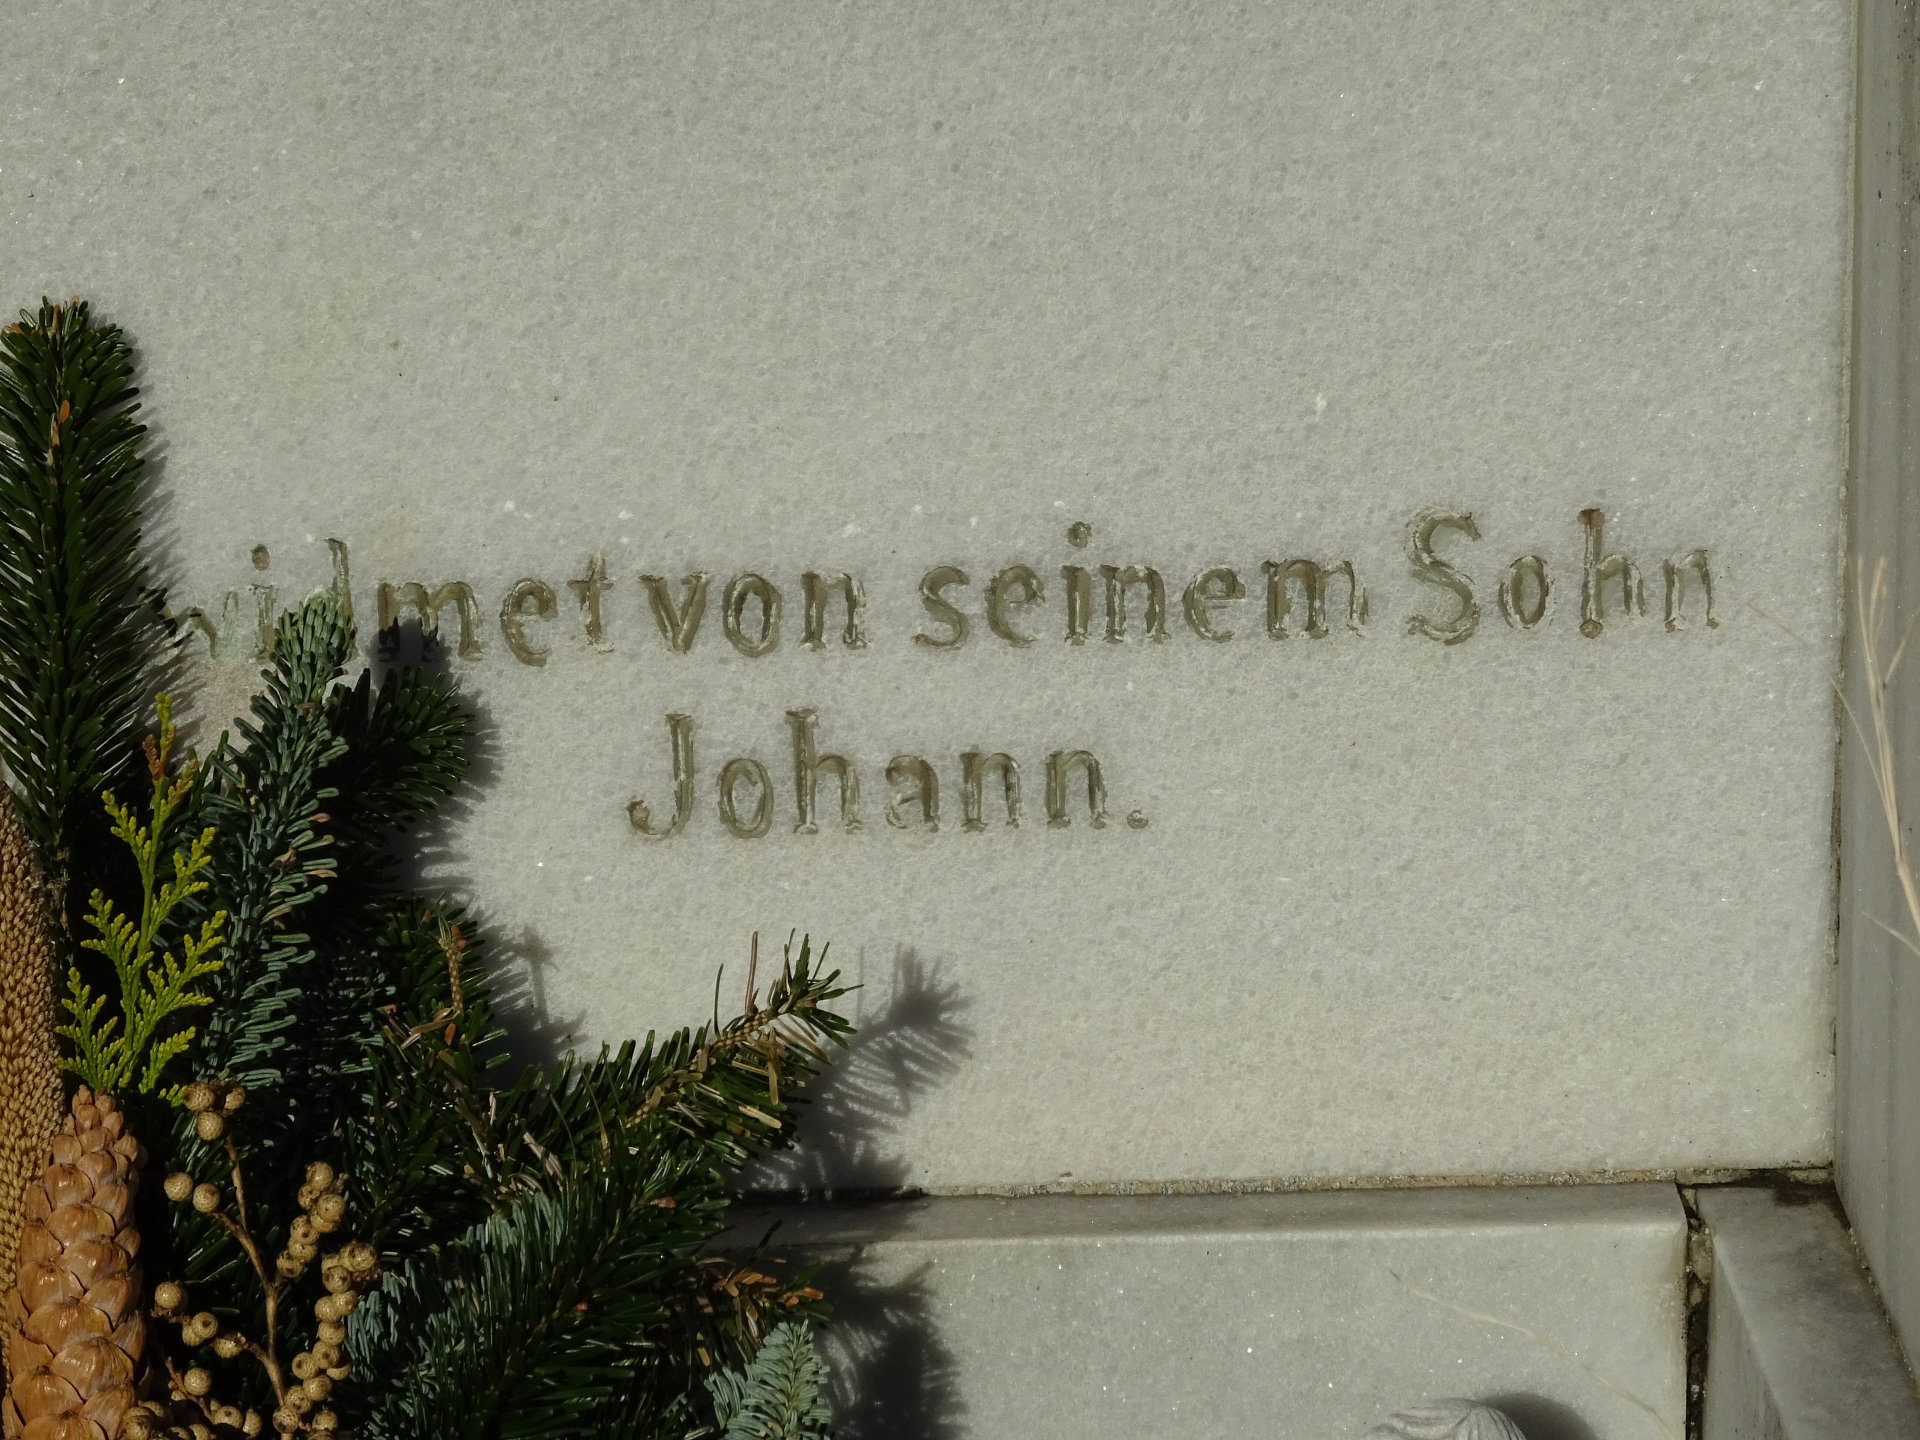 widmet von seinem Sohn
Johann.